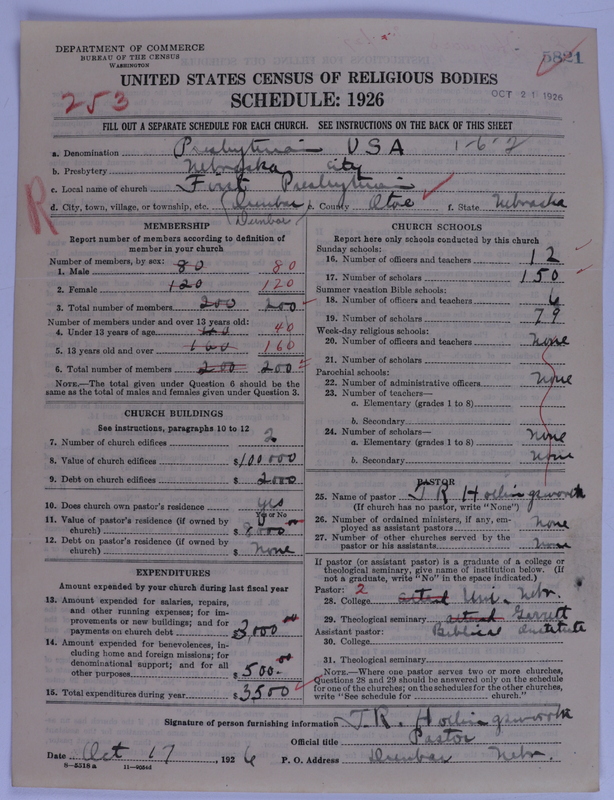 DEPARTMENT OF COMMERCE
BUREAU OF THE CENSUS
WASHINGTON
5821
UNITED STATES CENSUS OF RELIGIOUS BODIES
253
SCHEDULE: 1926
OCT 21 1926
FILL OUT A SEPARATE SCHEDULE FOR EACH CHURCH. SEE INSTRUCTIONS ON THE BACK OF THIS SHEET
a. Denomination Presbyterian USA 1-6-2
b. Presbytery Nebraska City
c. Local name of church First Presbyterian
R
d. City, town, village, or township, etc. Dunbar e. County Otoe f. State Nebraska
Dunbar
MEMBERSHIP
Report number of members according to definition of
member in your church
Number of members, by sex:
1. Male 80 80
2. Female 120 120
3. Total number of members 200 200
Number of members under and over 13 years old:
4. Under 13 years of age 40
5. 13 years old and over 160 160
6. Total number of members 200 200
NOTE.—The total given under Question 6 should be the
same as the total of males and females given under Question 3.
CHURCH BUILDINGS
See instructions, paragraphs 10 to 12
7. Number of church edifices 2
8. Value of church edifices $100000
9. Debt on church edifices $2000
10. Does church own pastor's residence yes
Yes or No
11. Value of pastor's residence (if owned by
church) $8000
12. Debt on pastor's residence (if owned by
church) $None
EXPENDITURES
Amount expended by your church during last fiscal year
13. Amount expended for salaries, repairs,
and other running expenses; for im-
provements or new buildings; and for
payments on church debt $3000 00
14. Amount expended for benevolences, in-
cluding home and foreign missions; for
denominational support; and for all
other purposes $500 00
15. Total expenditures during year $3500
CHURCH SCHOOLS
Report here only schools conducted by this church
Sunday schools:
16. Number of officers and teachers 12
17. Number of scholars 150
Summer vacation Bible schools:
18. Number of officers and teachers 6
19. Number of scholars 79
Week-day religious schools:
20. Number of officers and teachers None
21. Number of scholars
Parochial schools:
22. Number of administrative officers None
23. Number of teachers—
a. Elementary (grades 1 to 8)
b. Secondary
24. Number of scholars—
a. Elementary (grades 1 to 8) None
b. Secondary None
PASTOR
25. Name of pastor J R Hollingsworth
(If church has no pastor, write "None")
26. Number of ordained ministers, if any, em-
ployed as assistant pastors None
27. Number of other churches served by the
pastor or his assistants None
If pastor (or assistant pastor) is a graduate of a college or
theological seminary, give name of institution below. (If
not a graduate, write "No" in the space indicated.)
Pastor: 2
28. College Uni. Nebr.
29. Theological seminary Garrett
Assistant pastor: Biblical Institute
30. College
31. Theological seminary
NOTE.—Where one pastor serves two or more churches,
Questions 28 and 29 should be answered only on the schedule
for one of the churches; on the schedules for the other churches,
write "See schedule for church."
Signature of person furnishing information J.R. Hollingsworth
Official title Pastor
Date Oct 17, 1926 P. O. Address Dunbar Nebr.
8—5518a 11—9054d